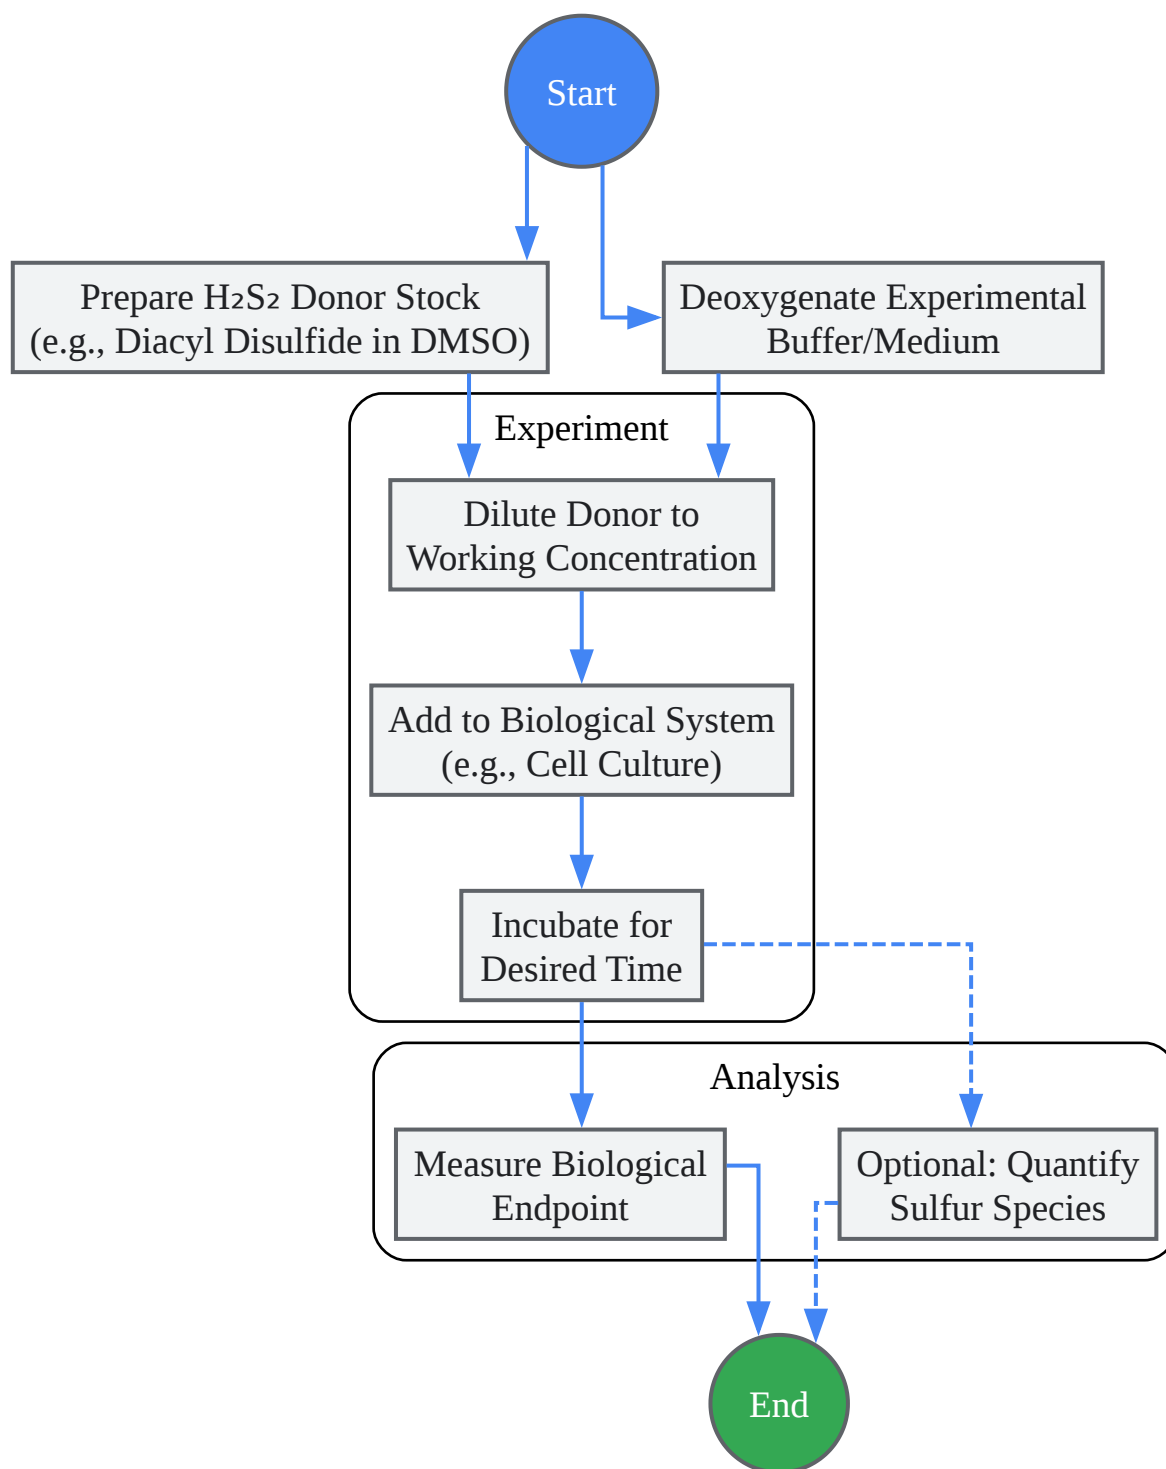 Start
Prepare H₂S₂ Donor Stock
(e.g., Diacyl Disulfide in DMSO)
Deoxygenate Experimental
Buffer/Medium
Experiment
Dilute Donor to
Working Concentration
Add to Biological System
(e.g., Cell Culture)
Incubate for
Desired Time
Analysis
Measure Biological
Endpoint
Optional: Quantify
Sulfur Species
End